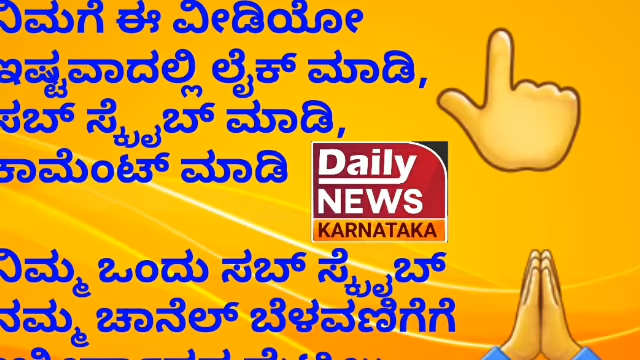 ನಿಮಗೆ ಈ ವೀಡಿಯೋ
ಇಷ್ಟವಾದಲ್ಲಿ ಲೈಕ್ ಮಾಡಿ,
ಸಬ್ ಸ್ಕ್ರೈಬ್ ಮಾಡಿ,
ಕಾಮೆಂಟ್ ಮಾಡಿ
Daily
NEWS
KARNATAKA
ನಿಮ್ಮ ಒಂದು ಸಬ್ ಸ್ಕ್ರೈಬ್
ನಮ್ಮ ಚಾನೆಲ್ ಬೆಳವಣಿಗೆಗೆ